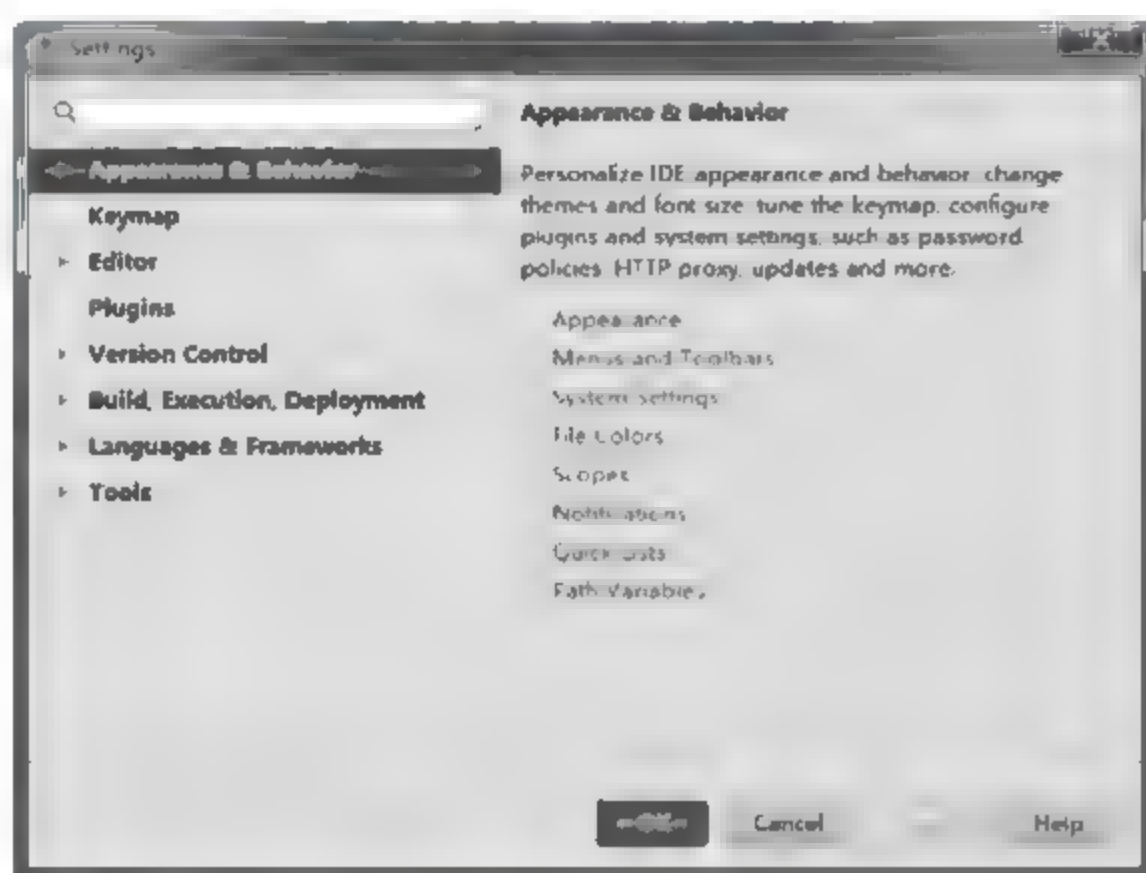 Settings
Appearance & Behavior
Keymap
Editor
Plugins
Version Control
Build, Execution, Deployment
Languages & Frameworks
Tools
Appearance & Behavior
Personalize IDE appearance and behavior: change
themes and font size, tune the keymap, configure
plugins and system settings, such as password
policies, HTTP proxy, updates and more.
Appearance
Menus and Toolbars
System Settings
File Colors
Scopes
Notifications
Quick Lists
Path Variables
Cancel
Help